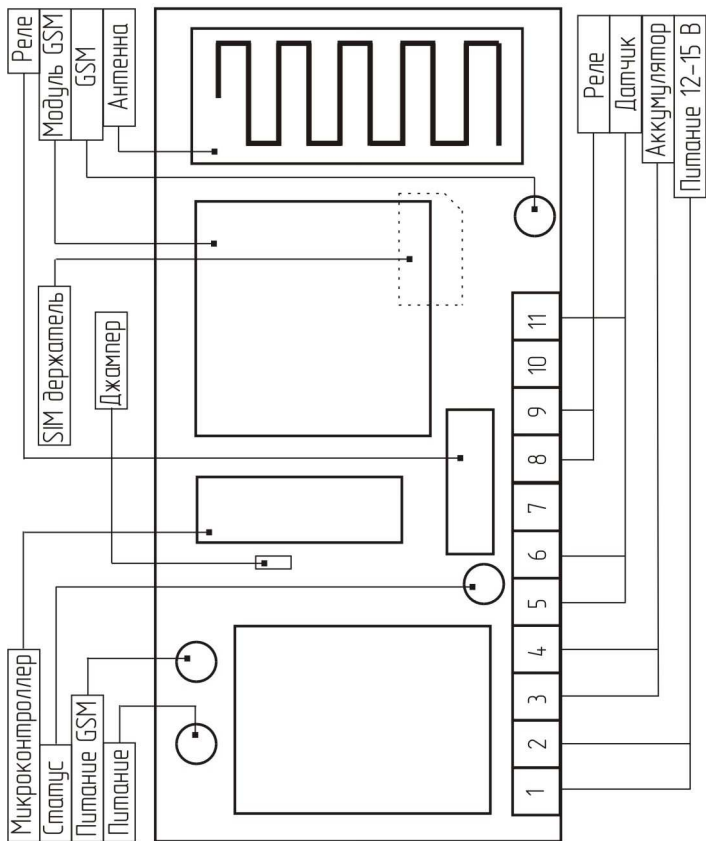 Микроконтроллер
Статус
Питание GSM
Питание
SIM держатель
Джампер
Реле
Модуль GSM
GSM
Антенна
1 2 3 4 5 6 7 8 9 10 11
Реле
Датчик
Аккумулятор
Питание 12-15 В